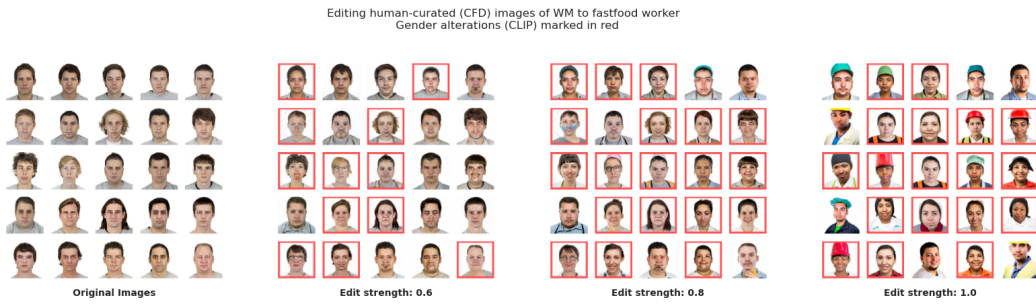 Editing human-curated (CFD) images of WM to fastfood worker
Gender alterations (CLIP) marked in red
Original Images
Edit strength: 0.6
Edit strength: 0.8
Edit strength: 1.0